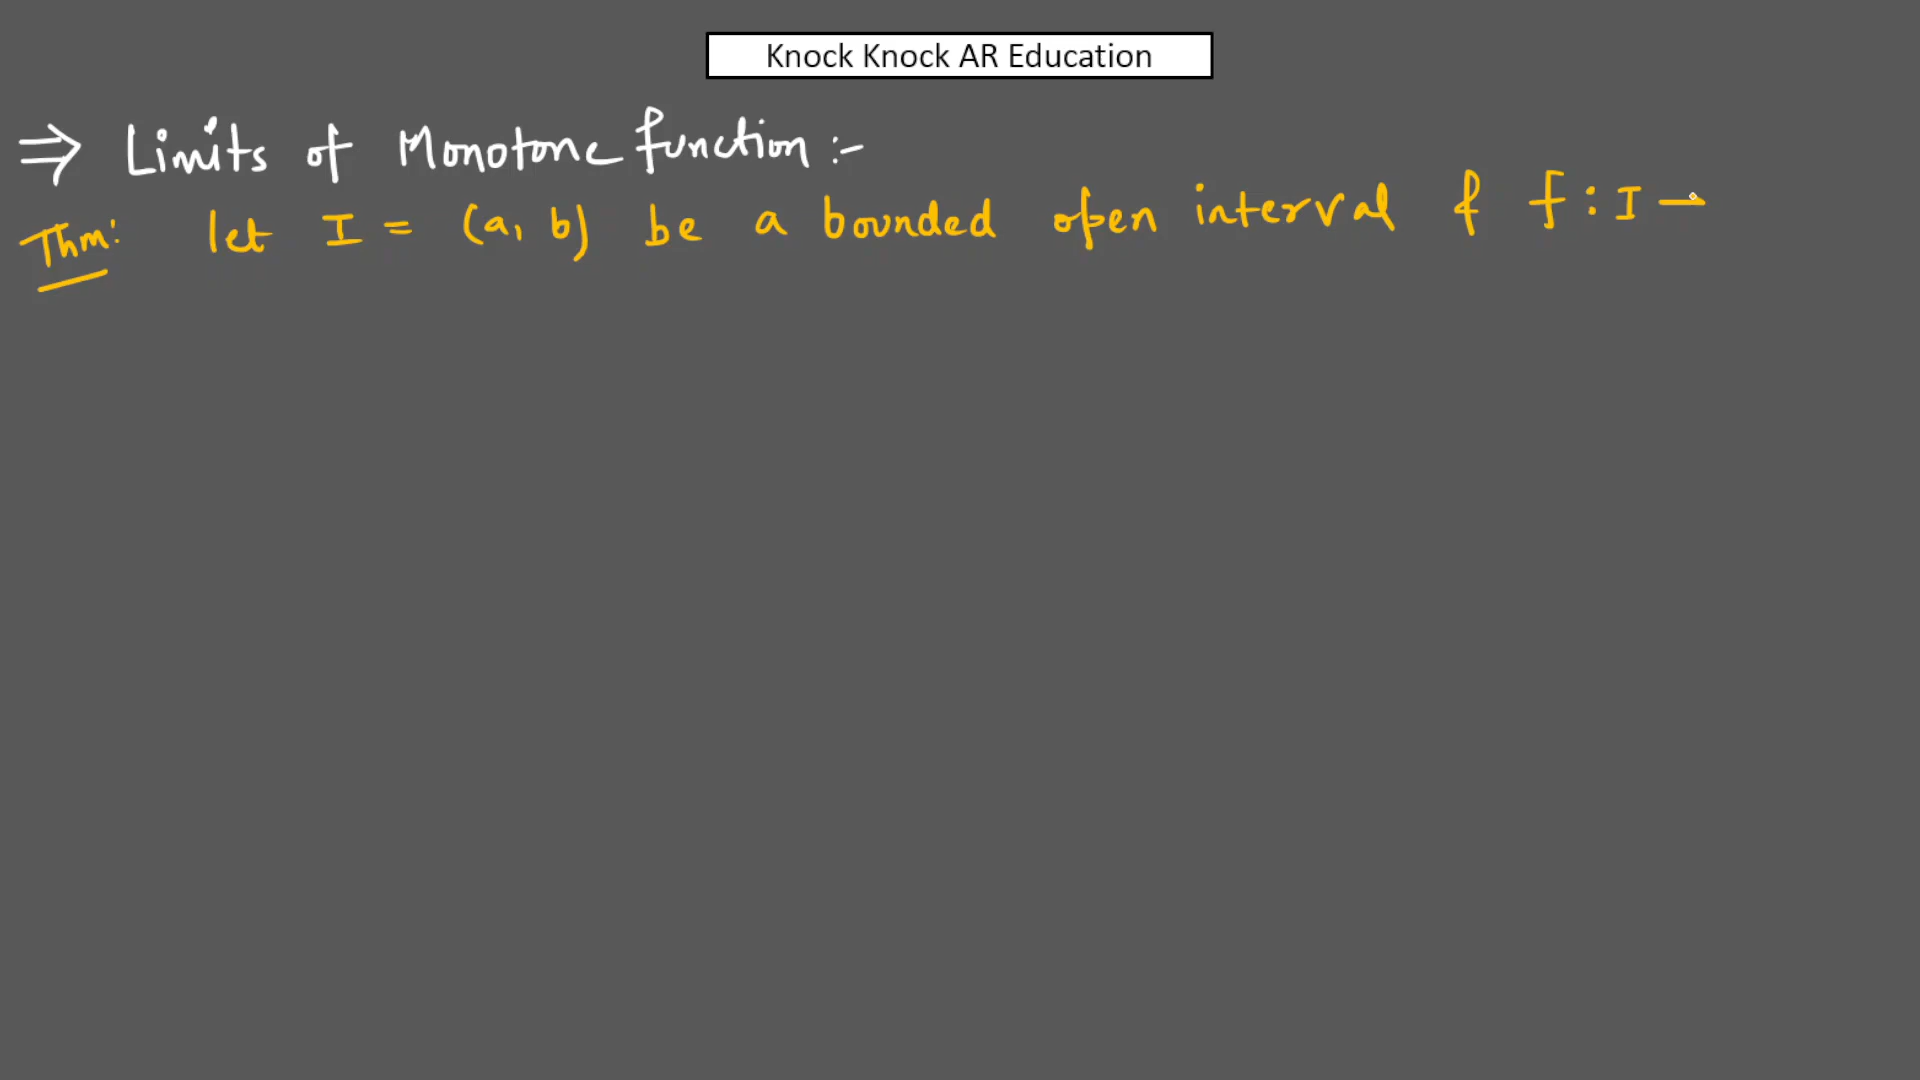 Knock Knock AR Education
⇒ Limits of Monotone function :-
Thm: let I = (a, b) be a bounded open interval & f : I —